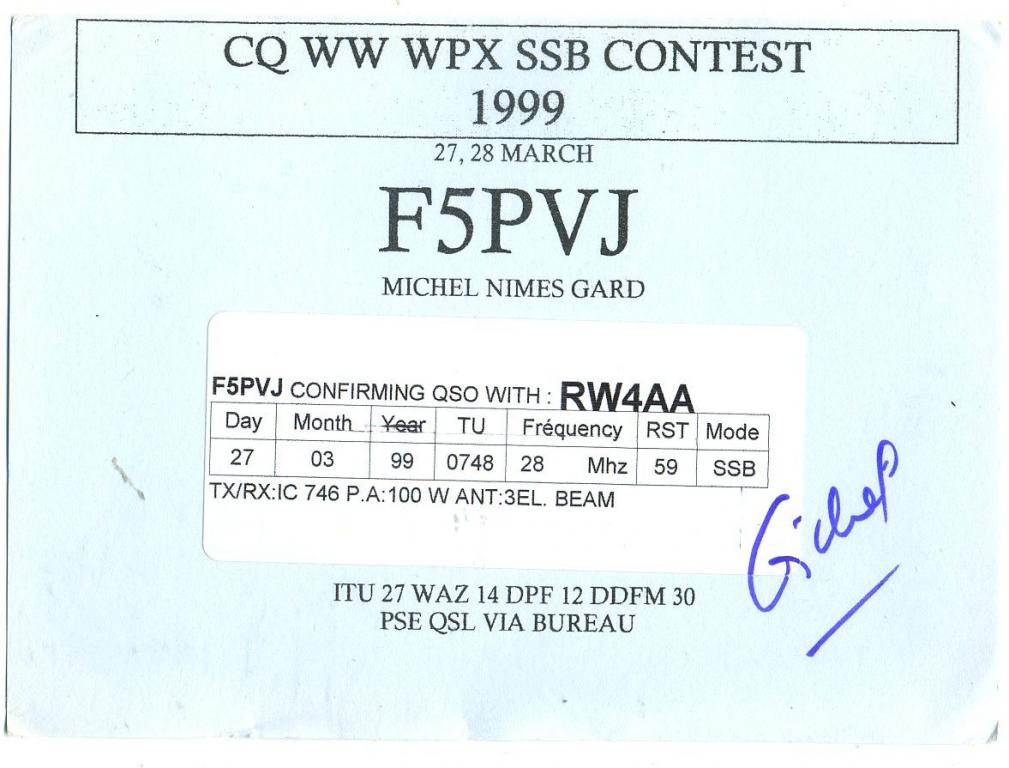 CQ WW WPX SSB CONTEST
1999
27, 28 MARCH
F5PVJ
MICHEL NIMES GARD
F5PVJ CONFIRMING QSO WITH : RW4AA
Day Month Year TU Fréquency RST Mode
27 03 99 0748 28 Mhz 59 SSB
TX/RX:IC 746 P.A:100 W ANT:3EL. BEAM
ITU 27 WAZ 14 DPF 12 DDFM 30
PSE QSL VIA BUREAU